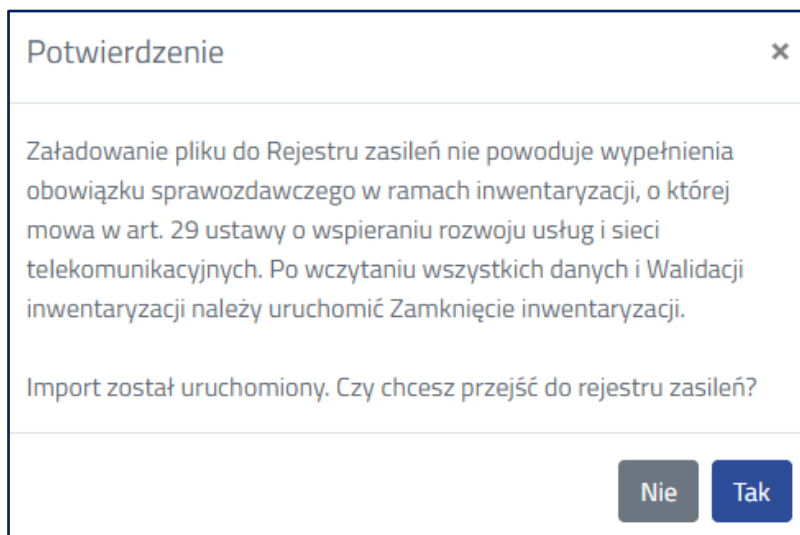 Potwierdzenie ×
Załadowanie pliku do Rejestru zasileń nie powoduje wypełnienia
obowiązku sprawozdawczego w ramach inwentaryzacji, o której
mowa w art. 29 ustawy o wspieraniu rozwoju usług i sieci
telekomunikacyjnych. Po wczytaniu wszystkich danych i Walidacji
inwentaryzacji należy uruchomić Zamknięcie inwentaryzacji.
Import został uruchomiony. Czy chcesz przejść do rejestru zasileń?
Nie Tak